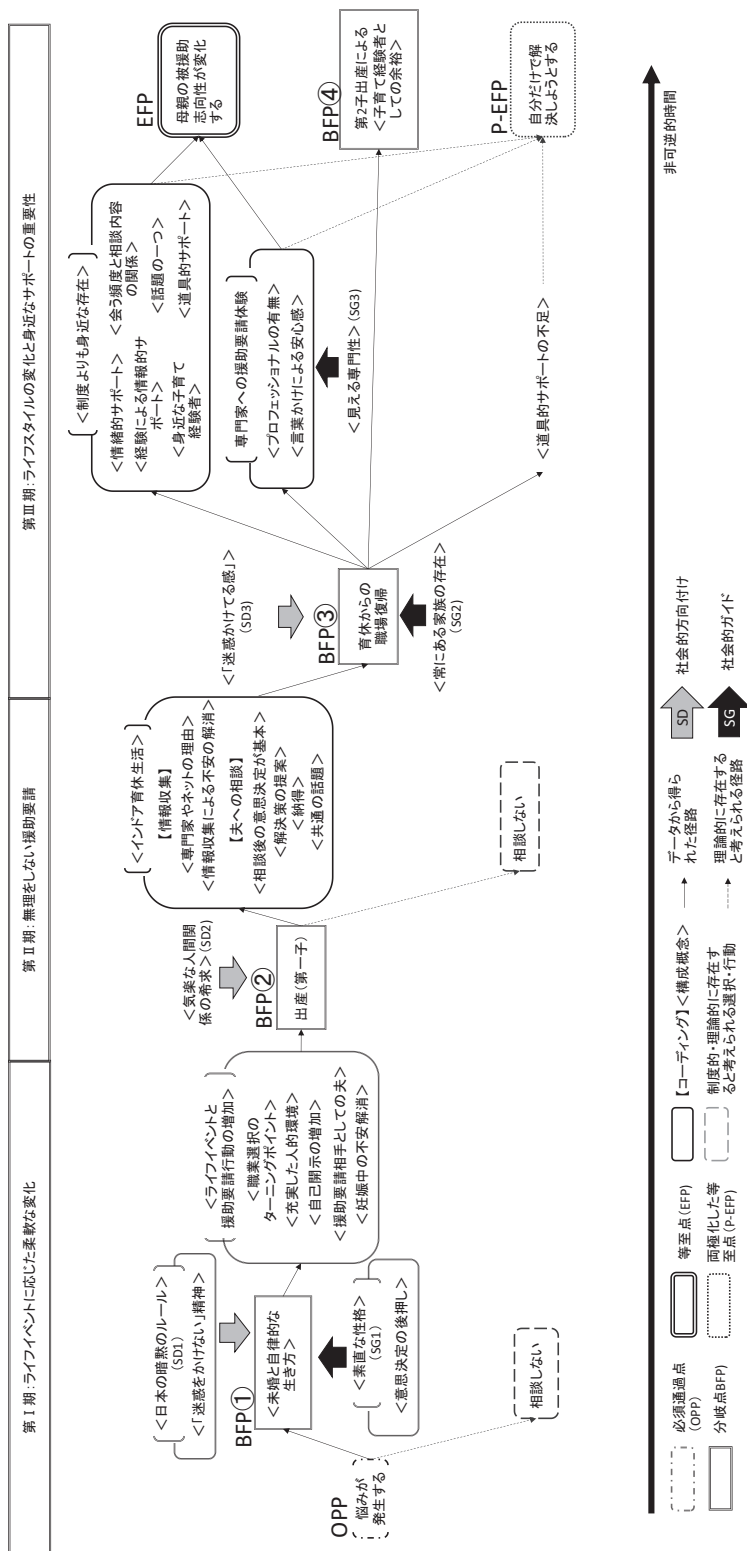 第Ⅰ期:ライフイベントに応じた柔軟な変化
第Ⅱ期:無理をしない援助要請
第Ⅲ期:ライフスタイルの変化と身近なサポートの重要性
OPP
悩みが
発生する
<日本の暗黙のルール>
(SD1)
<「迷惑をかけない」精神>
BFP①
<未婚と自律的な
生き方>
<素直な性格>
(SG1)
<意思決定の後押し>
相談しない
<ライフイベントと
援助要請行動の増加>
<職業選択の
ターニングポイント>
<充実した人的環境>
<自己開示の増加>
<援助要請相手としての夫>
<妊娠中の不安解消>
<気楽な人間関
係の希求>(SD2)
BFP②
出産(第一子)
<インドア育休生活>
【情報収集】
<専門家やネットの理由>
<情報収集による不安の解消>
【夫への相談】
<相談後の意思決定が基本>
<解決策の提案>
<納得>
<共通の話題>
相談しない
<「迷惑かけてる感」>
(SD3)
BFP③
育休からの
職場復帰
<常にある家族の存在>
(SG2)
<制度よりも身近な存在>
<情緒的サポート>
<経験による情報的サ
ポート>
<身近な子育て
経験者>
<会う頻度と相談内容
の関係>
<話題の一つ>
<道具的サポート>
専門家への援助要請体験
<プロフェッショナルの有無>
<言葉かけによる安心感>
<見える専門性>(SG3)
<道具的サポートの不足>
EFP
母親の被援助
志向性が変化
する
BFP④
第2子出産による
<子育て経験者と
しての余裕>
P-EFP
自分だけで解
決しようとする
非可逆的時間
必須通過点
(OPP)
分岐点BFP)
等至点(EFP)
両極化した等
至点(P-EFP)
【コーディング】<構成概念>
制度的・理論的に存在す
ると考えられる選択・行動
データから得ら
れた径路
理論的に存在する
と考えられる径路
SD
社会的方向付け
SG
社会的ガイド